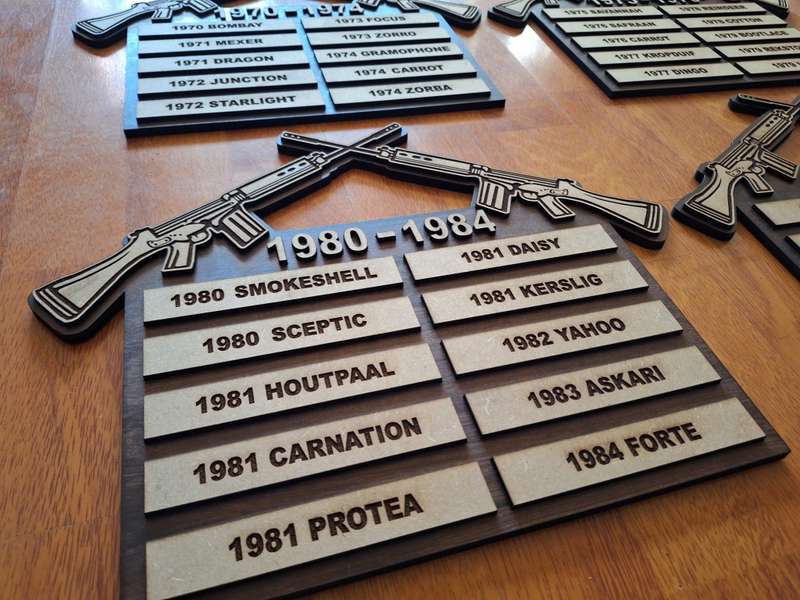 1970-1974
1970 BOMBAY
1971 MEXER
1971 DRAGON
1972 JUNCTION
1972 STARLIGHT
1973 FOCUS
1973 ZORRO
1974 GRAMOPHONE
1974 CARROT
1974 ZORBA
1976 SAFRAAN
1976 CARROT
1977 KROPDUIF
1977 DINGO
1978 COTTON
1979 BOOTLACE
1980-1984
1980 SMOKESHELL
1980 SCEPTIC
1981 HOUTPAAL
1981 CARNATION
1981 PROTEA
1981 DAISY
1981 KERSLIG
1982 YAHOO
1983 ASKARI
1984 FORTE